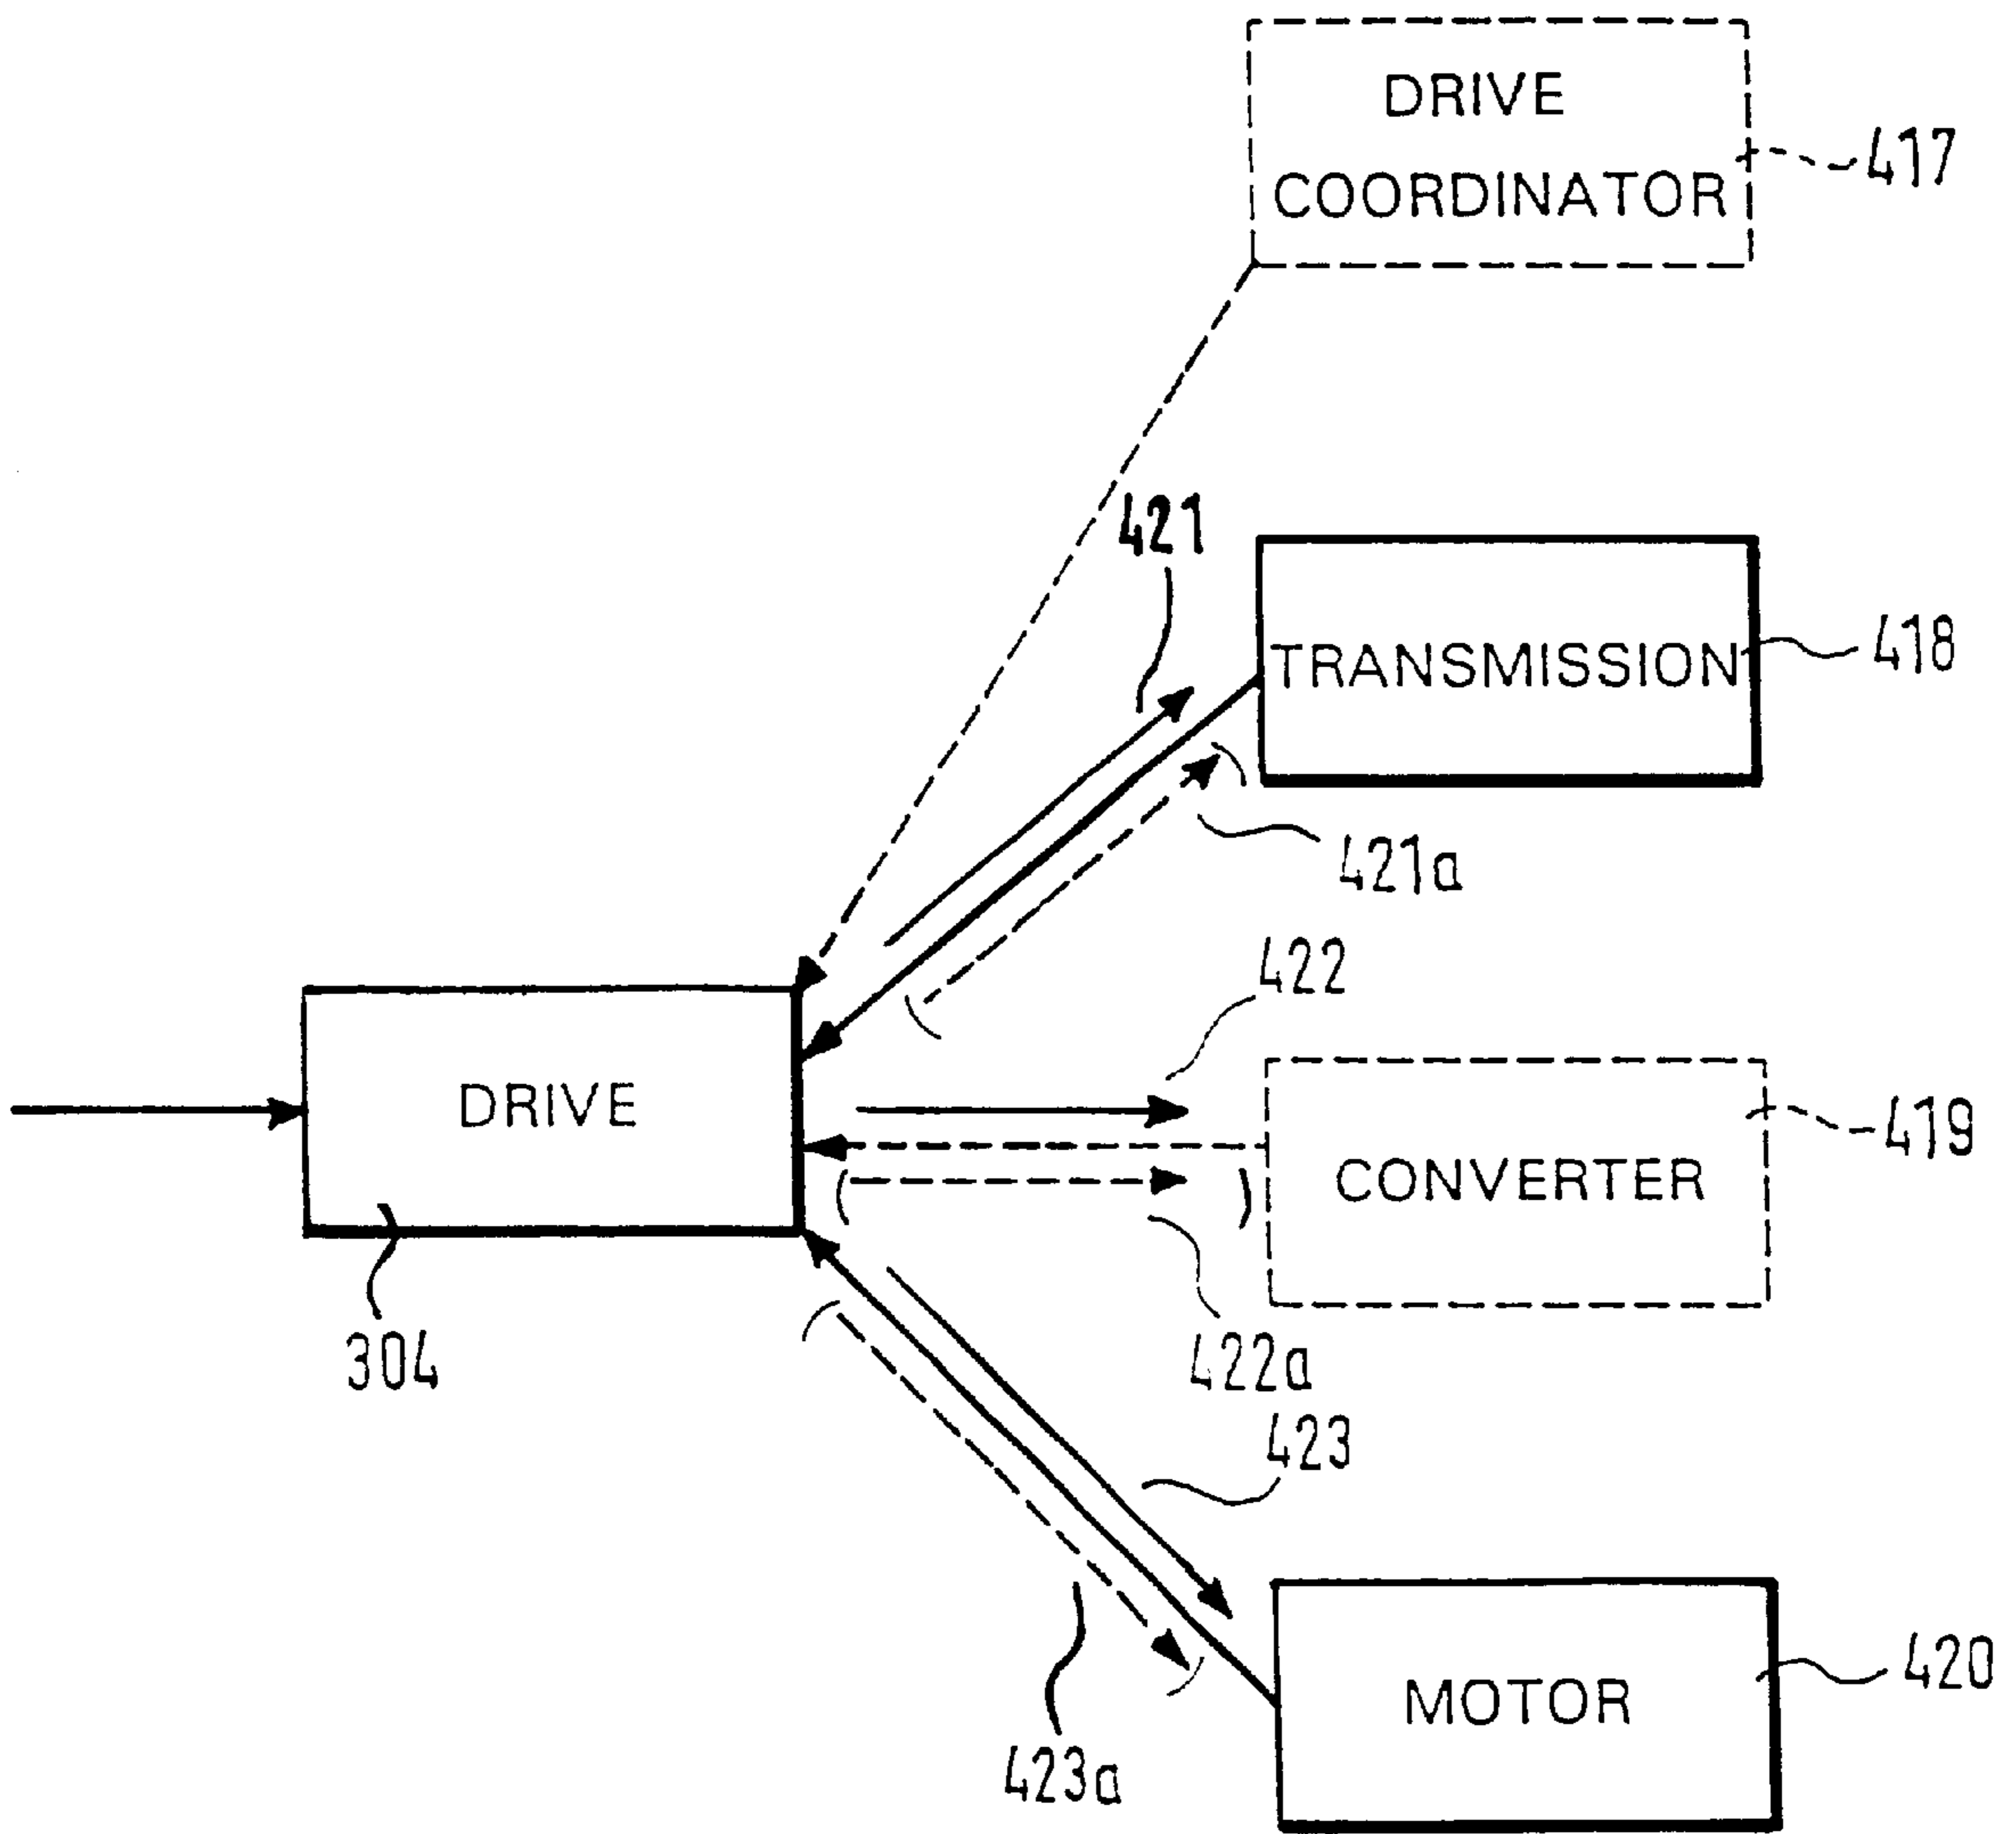 DRIVE
COORDINATOR
417
421
TRANSMISSION
418
421a
422
DRIVE
419
CONVERTER
304
422a
423
420
MOTOR
423a